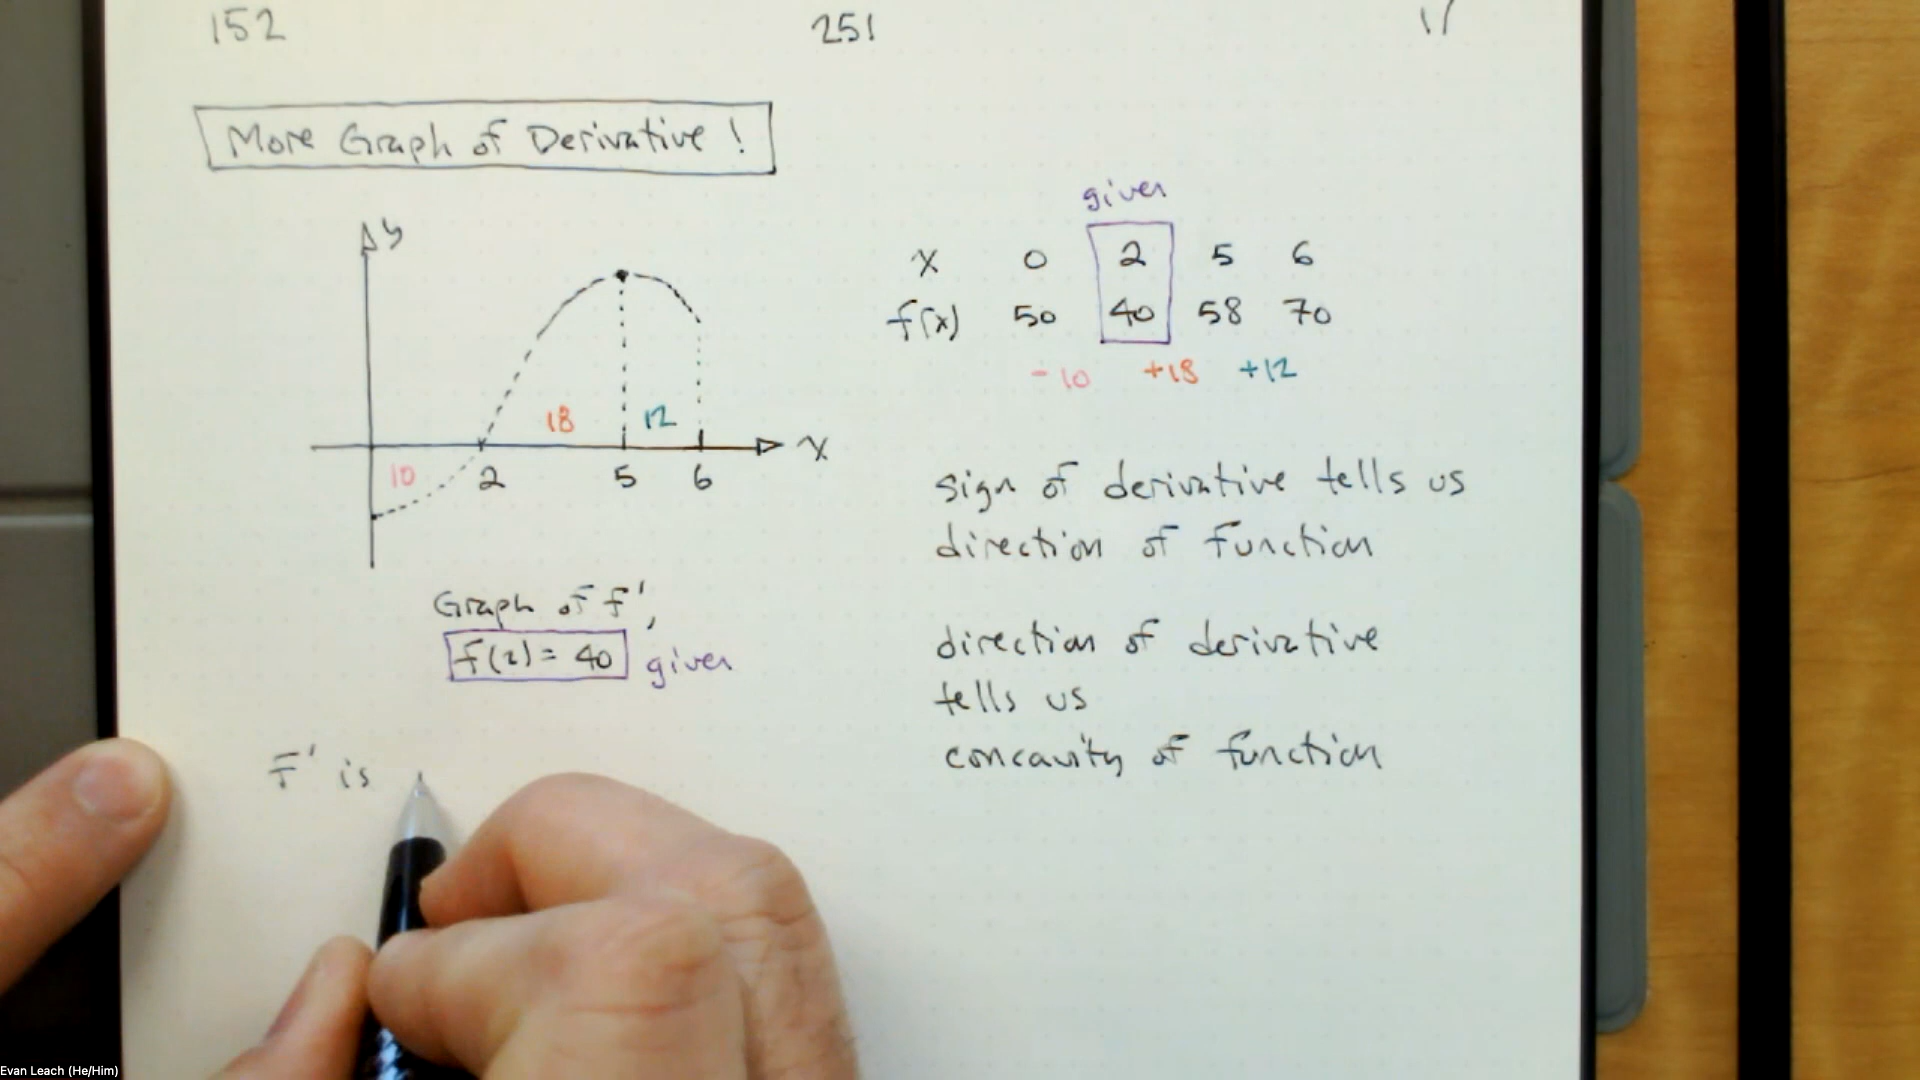 152 251
More Graph of Derivative !
y
18 12
x
10 2 5 6
Graph of f',
f(2) = 40 given
f' is
given
x 0 2 5 6
f(x) 50 40 58 70
-10 +18 +12
sign of derivative tells us
direction of function
direction of derivative
tells us
concavity of function
Evan Leach (He/Him)